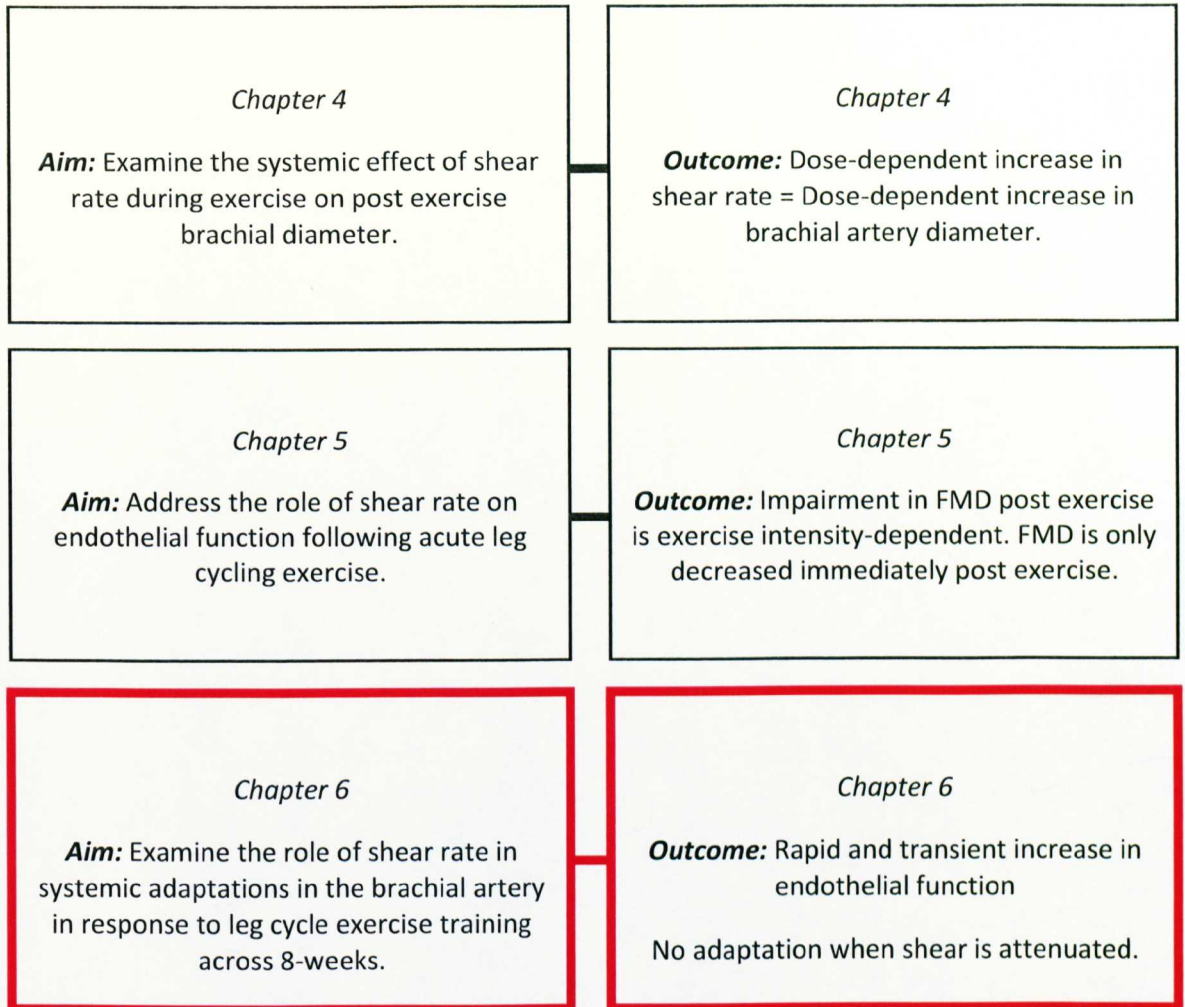 Chapter 4
Aim: Examine the systemic effect of shear
rate during exercise on post exercise
brachial diameter.
Chapter 4
Outcome: Dose-dependent increase in
shear rate = Dose-dependent increase in
brachial artery diameter.
Chapter 5
Aim: Address the role of shear rate on
endothelial function following acute leg
cycling exercise.
Chapter 5
Outcome: Impairment in FMD post exercise
is exercise intensity-dependent. FMD is only
decreased immediately post exercise.
Chapter 6
Aim: Examine the role of shear rate in
systemic adaptations in the brachial artery
in response to leg cycle exercise training
across 8-weeks.
Chapter 6
Outcome: Rapid and transient increase in
endothelial function
No adaptation when shear is attenuated.